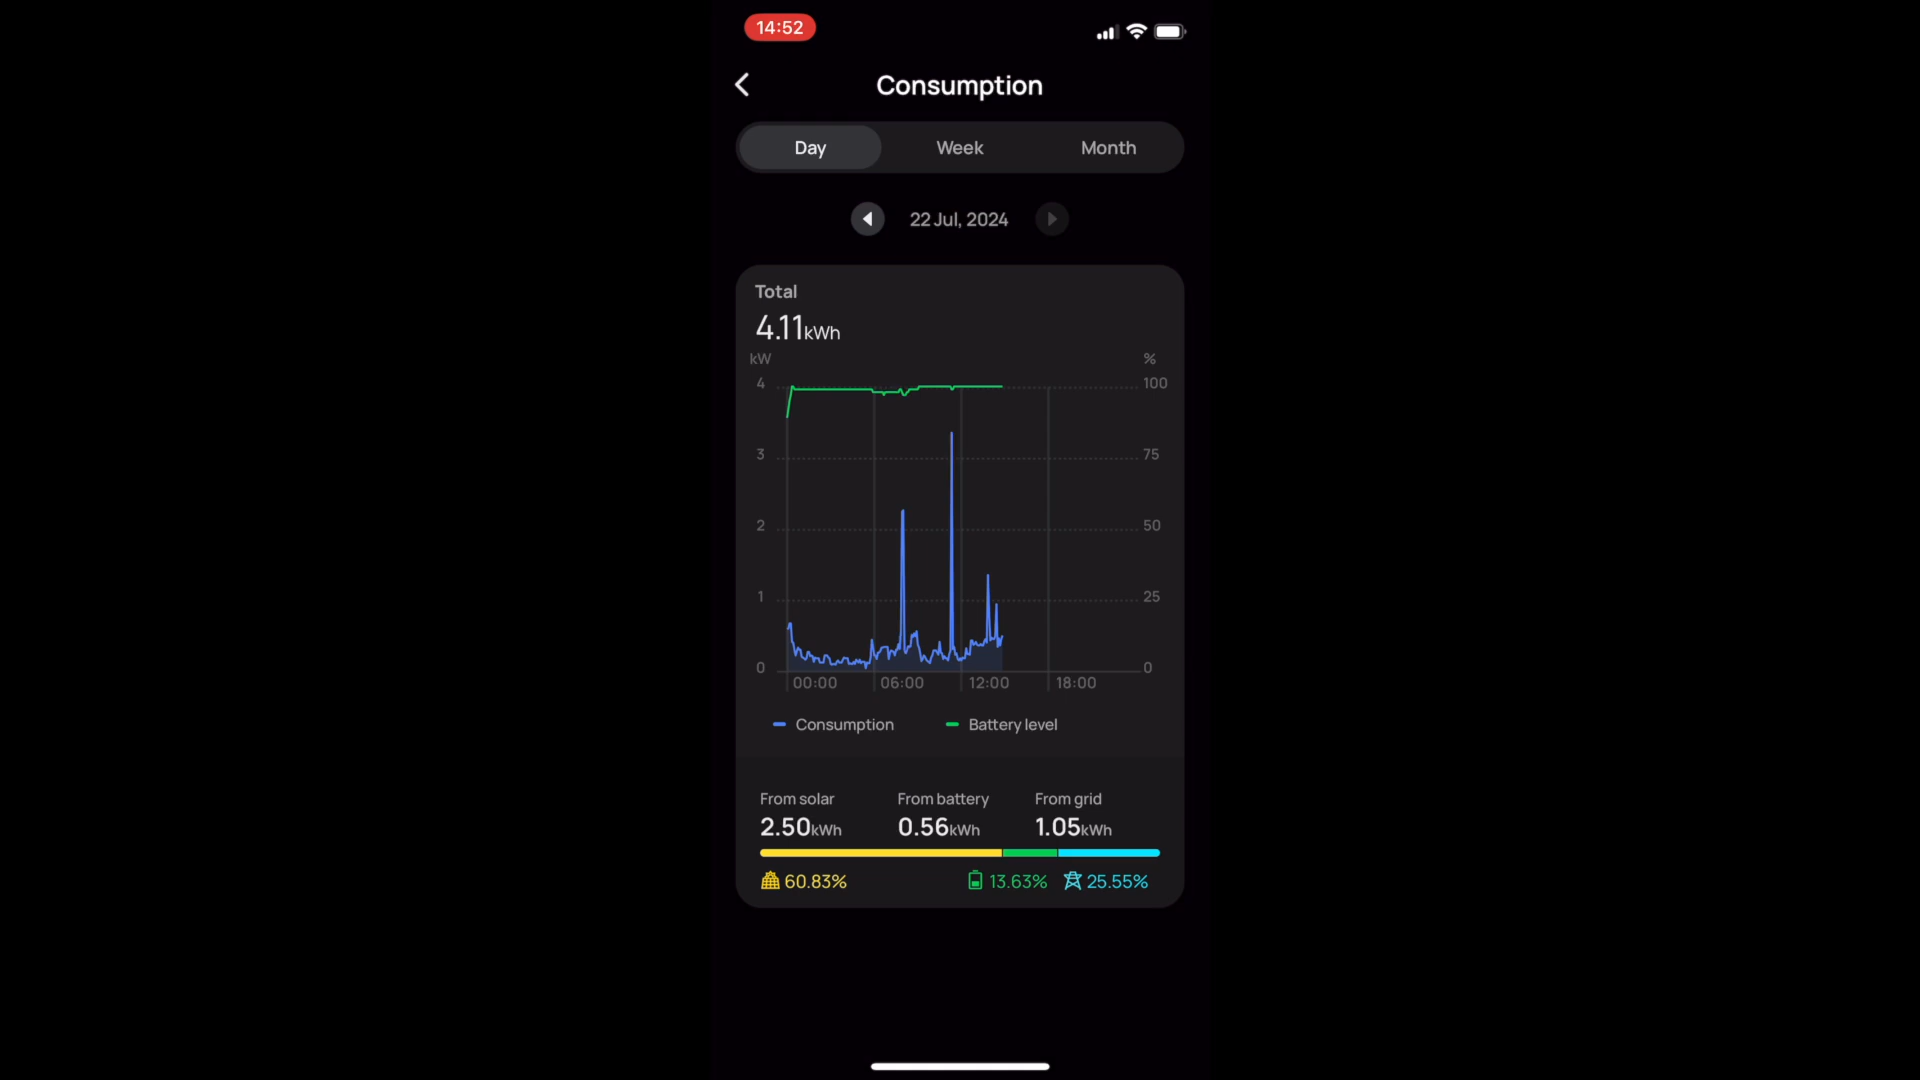 14:52
Consumption
Day Week Month
22 Jul, 2024
Total
4.11kWh
kW %
4 100
3 75
2 50
1 25
0 0
00:00 06:00 12:00 18:00
Consumption Battery level
From solar From battery From grid
2.50kWh 0.56kWh 1.05kWh
60.83% 13.63% 25.55%